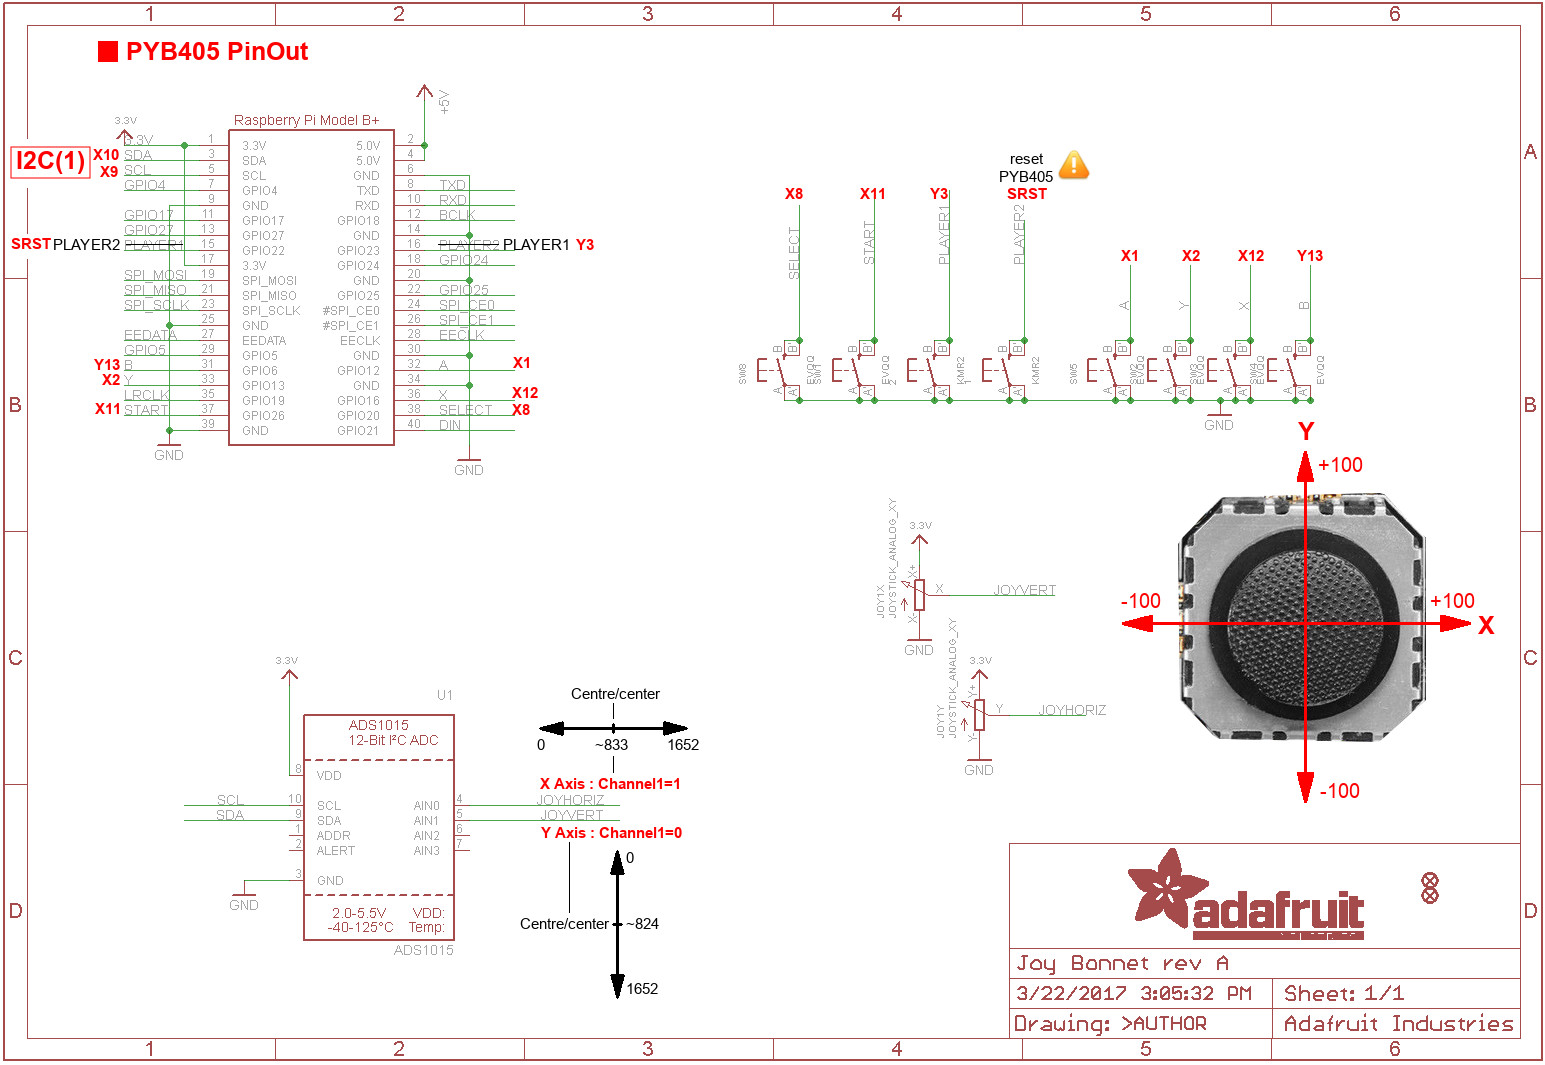 1 2 3 4 5 6
PYB405 PinOut
+5V
3.3V
Raspberry Pi Model B+
3.3V 1 3.3V 5.0V 2
I2C(1)
X10 SDA 3 SDA 5.0V 4
X9 SCL 5 SCL GND 6
GPIO4 7 GPIO4 TXD 8 TXD
9 GND RXD 10 RXD
GPIO17 11 GPIO17 GPIO18 12 BCLK
GPIO27 13 GPIO27 GND 14
SRST PLAYER2 PLAYER1 15 GPIO22 GPIO23 16 PLAYER2 PLAYER1 Y3
17 3.3V GPIO24 18 GPIO24
SPI_MOSI 19 SPI_MOSI GND 20
SPI_MISO 21 SPI_MISO GPIO25 22 GPIO25
SPI_SCLK 23 SPI_SCLK #SPI_CE0 24 SPI_CE0
25 GND #SPI_CE1 26 SPI_CE1
EEDATA 27 EEDATA EECLK 28 EECLK
GPIO5 29 GPIO5 GND 30
Y13 B 31 GPIO6 GPIO12 32 A X1
X2 Y 33 GPIO13 GND 34
LRCLK 35 GPIO19 GPIO16 36 X X12
X11 START 37 GPIO26 GPIO20 38 SELECT X8
39 GND GPIO21 40 DIN
GND
GND
A
B
C
D
reset
PYB405
X8 X11 Y3 SRST
SELECT START PLAYER1 PLAYER2
X1 X2 X12 Y13
A Y X B
B B' B B' B B' B B' B B' B B' B B' B B'
SW8 EVQQ SW1 EVQQ 2 KMR2 1 KMR2 SW5 EVQQ SW2 EVQQ SW3 EVQQ SW4 EVQQ
A A' A A' A A' A A' A A' A A' A A' A A'
GND
Y
+100
-100
+100
X
-100
3.3V
JOY1X
JOYSTICK_ANALOG_XY
X+
X JOYVERT
X-
GND
3.3V
JOY1Y
JOYSTICK_ANALOG_XY
Y+
Y JOYHORIZ
Y-
GND
3.3V
U1
ADS1015
12-Bit I²C ADC
8 VDD
SCL 10 SCL AIN0 4 JOYHORIZ
SDA 9 SDA AIN1 5 JOYVERT
1 ADDR AIN2 6
2 ALERT AIN3 7
3 GND
GND
2.0-5.5V VDD:
-40-125°C Temp:
ADS1015
Centre/center
0 ~833 1652
X Axis : Channel1=1
Y Axis : Channel1=0
0
Centre/center ~824
1652
adafruit
Joy Bonnet rev A
3/22/2017 3:05:32 PM Sheet: 1/1
Drawing: >AUTHOR Adafruit Industries
A
B
C
D
1 2 3 4 5 6